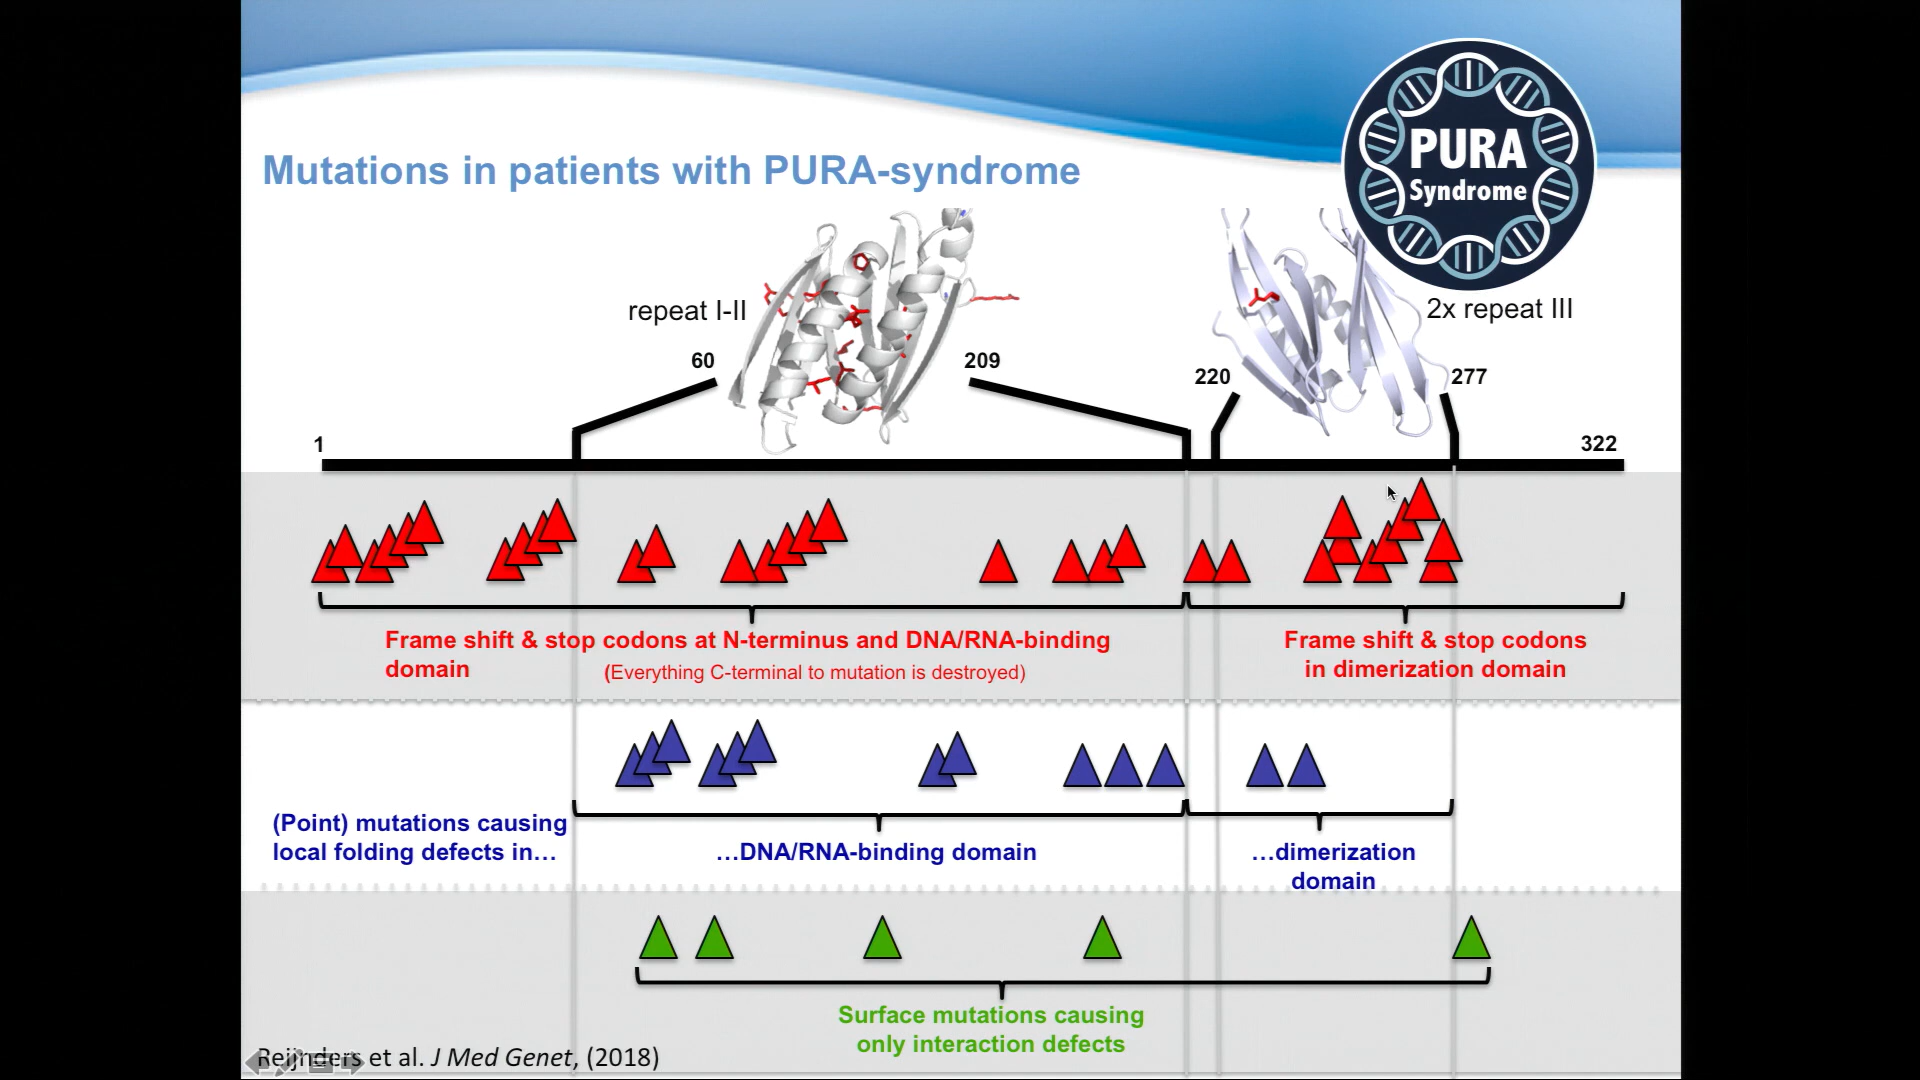 PURA
Syndrome
Mutations in patients with PURA-syndrome
repeat I-II
2x repeat III
60
209
220
277
1
322
Frame shift & stop codons at N-terminus and DNA/RNA-binding
domain
(Everything C-terminal to mutation is destroyed)
Frame shift & stop codons
in dimerization domain
(Point) mutations causing
local folding defects in…
…DNA/RNA-binding domain
…dimerization
domain
Surface mutations causing
only interaction defects
Reijnders et al. J Med Genet, (2018)